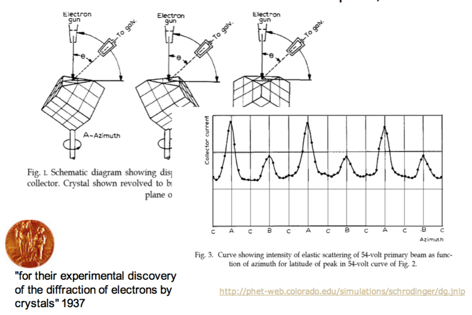 Electron
gun
To galv.
θ
Electron
gun
To galv.
θ
Electron
gun
To galv.
θ
A-Azimuth
Fig. 1. Schematic diagram showing
collector. Crystal shown revolved to
plane o
Collector current
C A C B C A C B C A C B C
Azimuth
Fig. 3. Curve showing intensity of elastic scattering of 54-volt primary beam as func-
tion of azimuth for latitude of peak in 54-volt curve of Fig. 2.
"for their experimental discovery
of the diffraction of electrons by
crystals" 1937
http://phet-web.colorado.edu/simulations/schrodinger/dg.jnlp